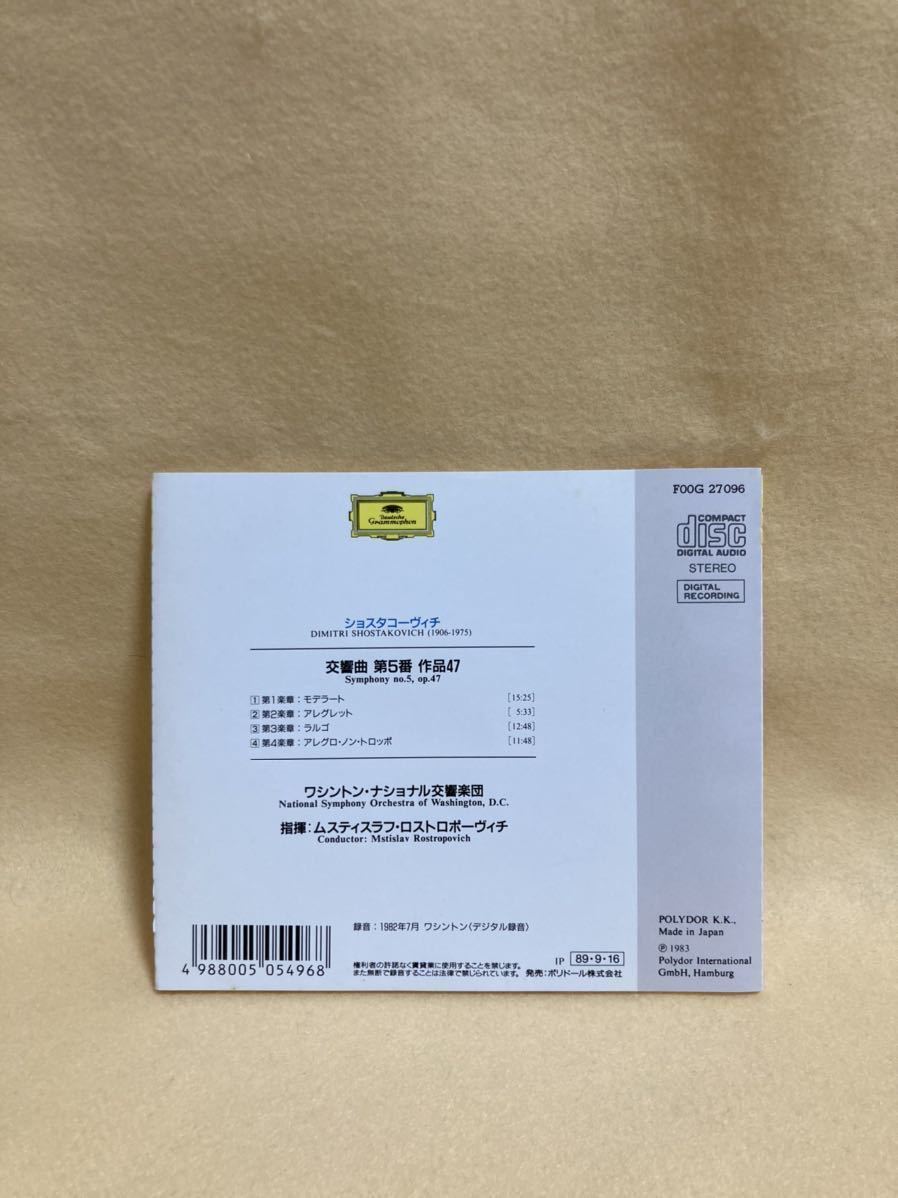 Deutsche
Grammophon
ショスタコーヴィチ
DIMITRI SHOSTAKOVICH (1906-1975)
交響曲 第5番 作品47
Symphony no.5, op.47
1 第1楽章：モデラート [15:25]
2 第2楽章：アレグレット [ 5:33]
3 第3楽章：ラルゴ [12:48]
4 第4楽章：アレグロ・ノン・トロッポ [11:48]
ワシントン・ナショナル交響楽団
National Symphony Orchestra of Washington, D.C.
指揮：ムスティスラフ・ロストロポーヴィチ
Conductor: Mstislav Rostropovich
録音：1982年7月 ワシントン〈デジタル録音〉
4 988005 054968
権利者の許諾なく賃貸業に使用することを禁じます。
また無断で録音することは法律で禁じられています。
IP 89・9・16
発売：ポリドール株式会社
F00G 27096
COMPACT
disc
DIGITAL AUDIO
STEREO
DIGITAL
RECORDING
POLYDOR K.K.,
Made in Japan
℗ 1983
Polydor International
GmbH, Hamburg